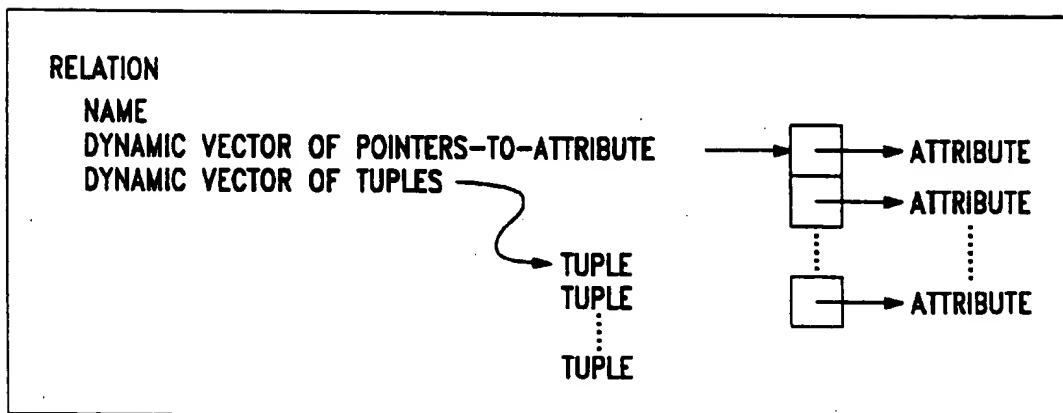 RELATION
NAME
DYNAMIC VECTOR OF POINTERS-TO-ATTRIBUTE
DYNAMIC VECTOR OF TUPLES
ATTRIBUTE
ATTRIBUTE
ATTRIBUTE
TUPLE
TUPLE
TUPLE